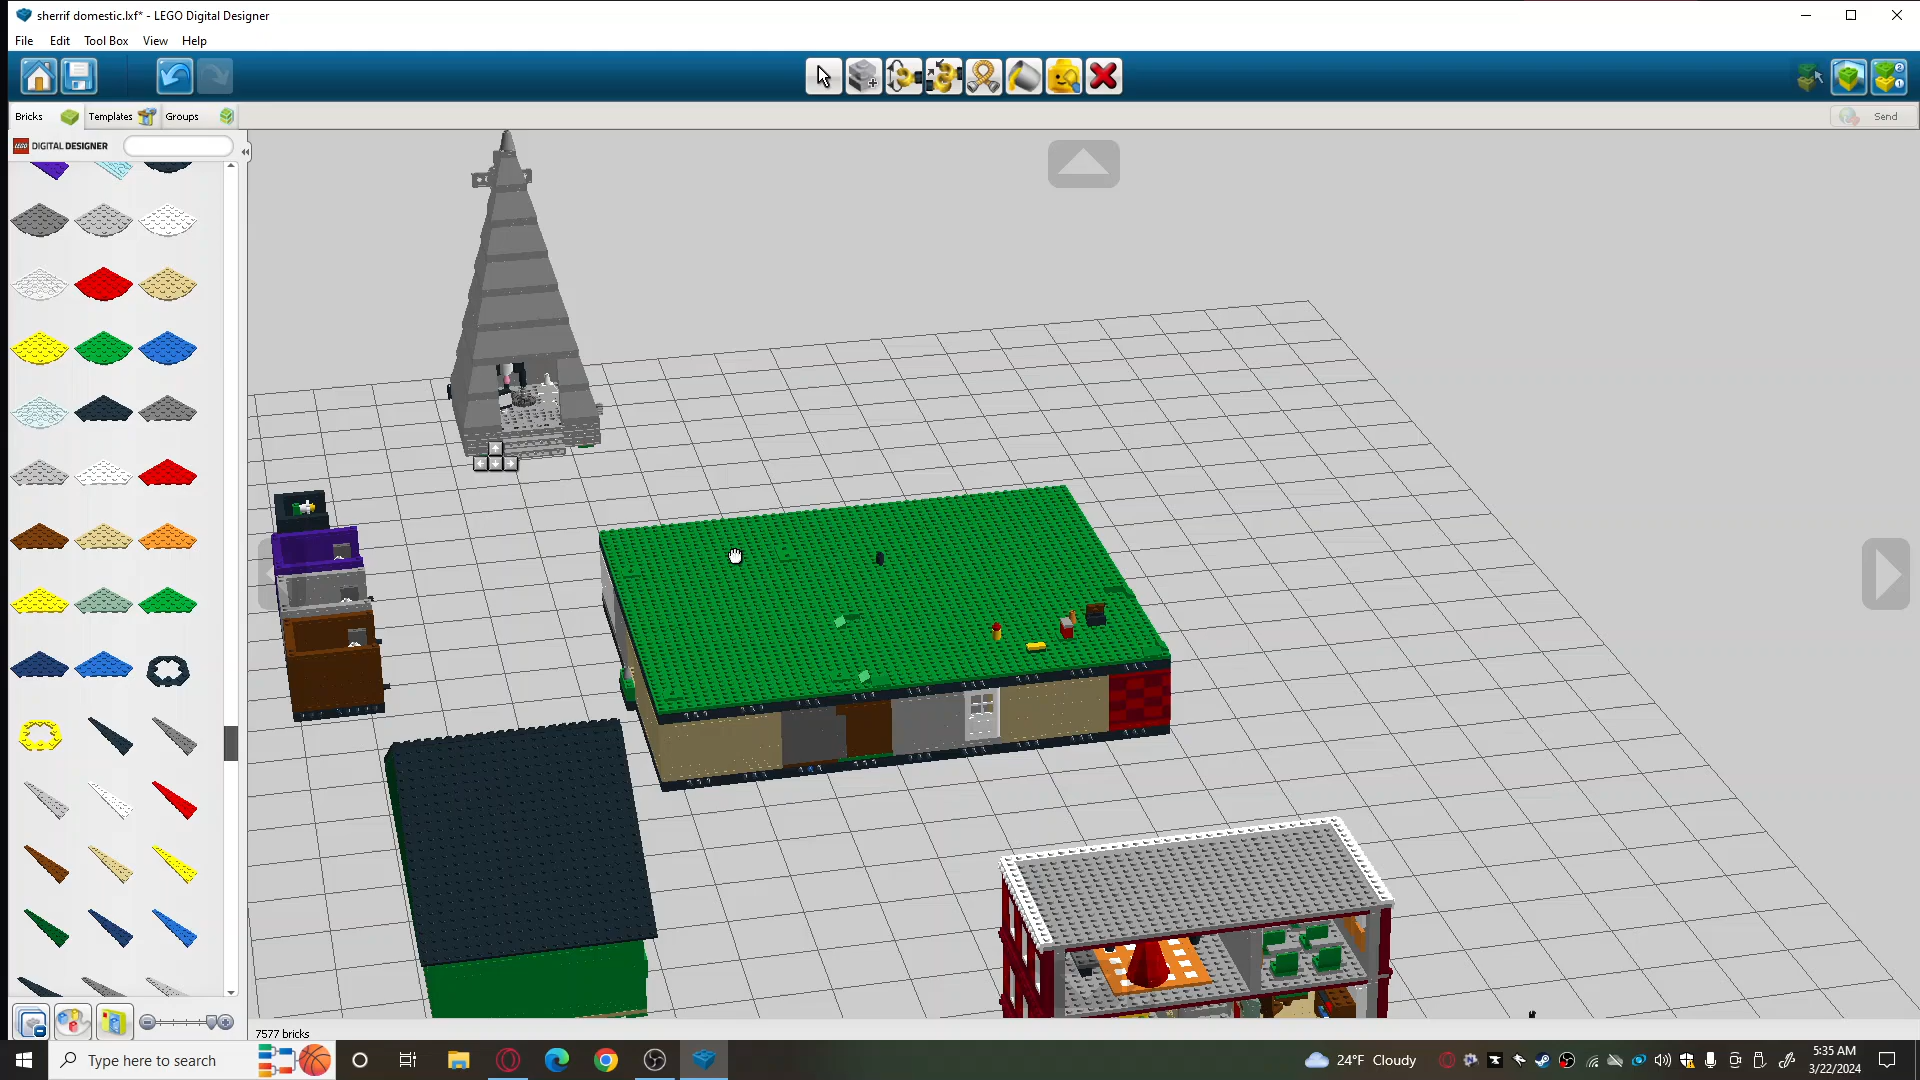 sherrif domestic.lxf* - LEGO Digital Designer
File Edit Tool Box View Help
Bricks Templates Groups
Send
LEGO DIGITAL DESIGNER
7577 bricks
Type here to search
24°F Cloudy
5:35 AM
3/22/2024